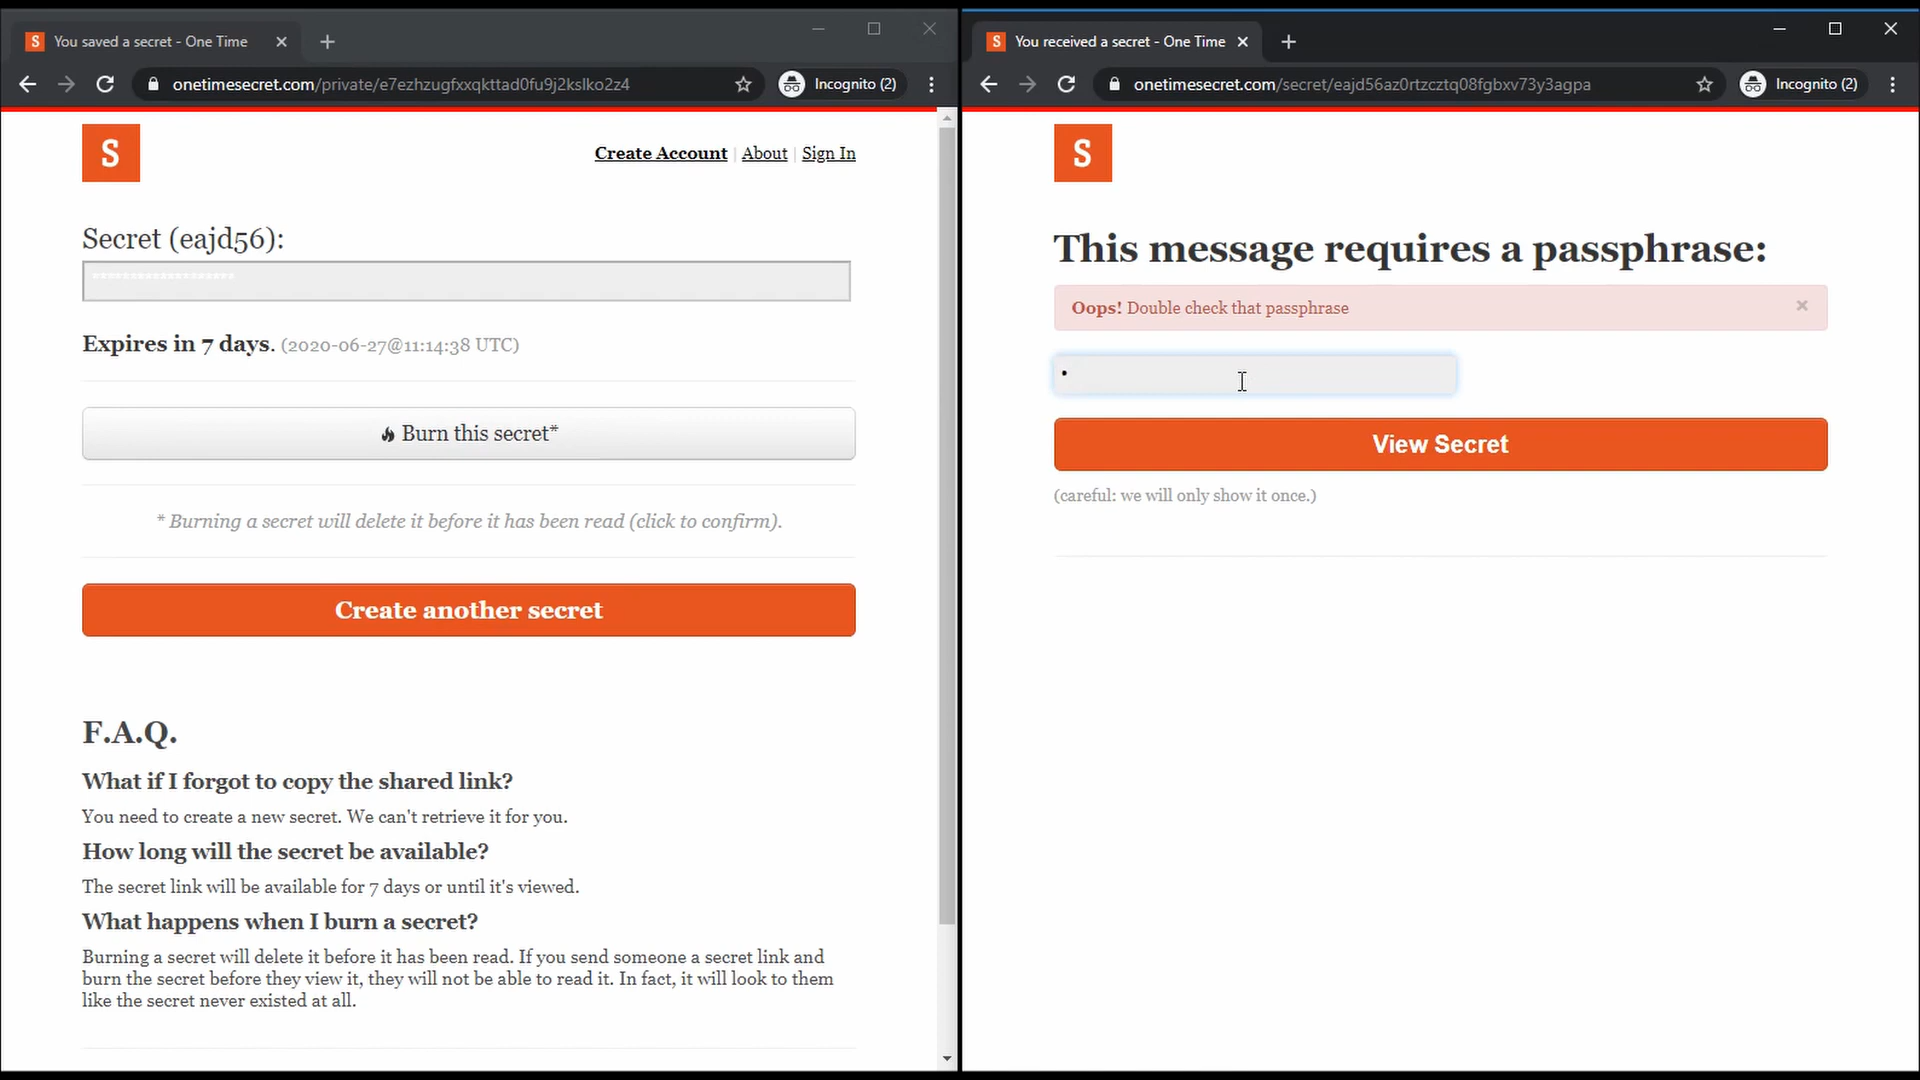 S You saved a secret - One Time
onetimesecret.com/private/e7ezhzugfxxqkttad0fu9j2kslko2z4
Incognito (2)
S
Create Account | About | Sign In
Secret (eajd56):
*******************
Expires in 7 days. (2020-06-27@11:14:38 UTC)
Burn this secret*
* Burning a secret will delete it before it has been read (click to confirm).
Create another secret
F.A.Q.
What if I forgot to copy the shared link?
You need to create a new secret. We can't retrieve it for you.
How long will the secret be available?
The secret link will be available for 7 days or until it's viewed.
What happens when I burn a secret?
Burning a secret will delete it before it has been read. If you send someone a secret link and
burn the secret before they view it, they will not be able to read it. In fact, it will look to them
like the secret never existed at all.
S You received a secret - One Time
onetimesecret.com/secret/eajd56az0rtzcztq08fgbxv73y3agpa
Incognito (2)
S
This message requires a passphrase:
Oops! Double check that passphrase ×
•
View Secret
(careful: we will only show it once.)